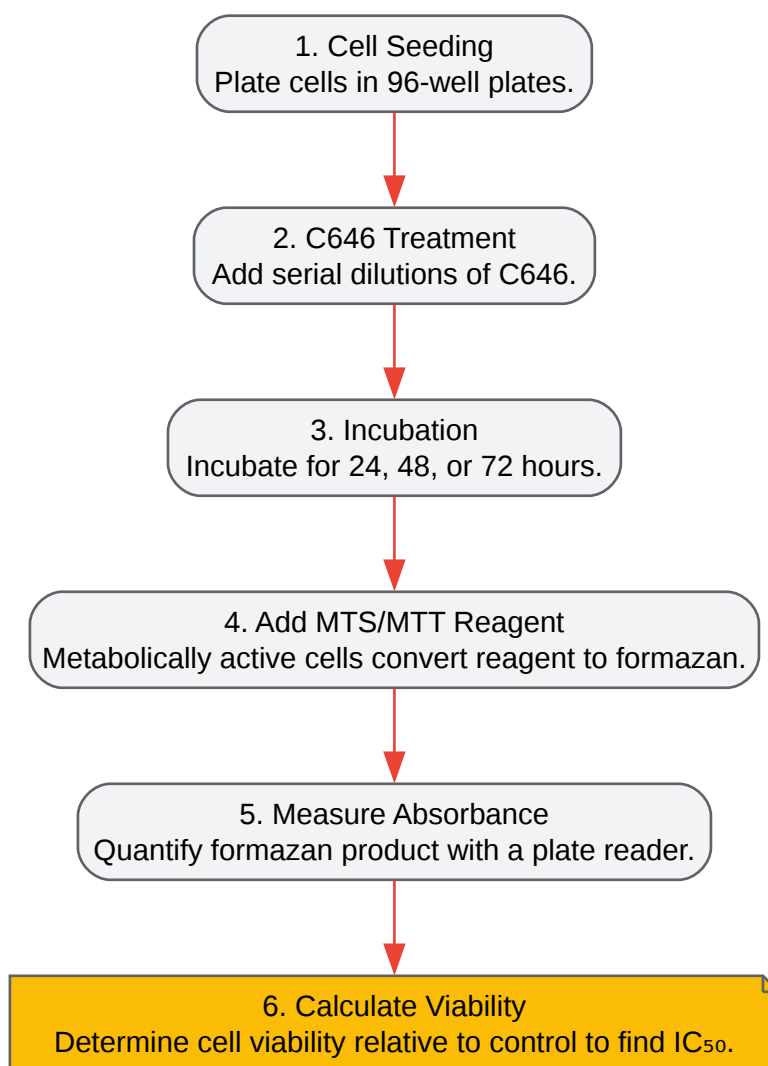 1. Cell Seeding
Plate cells in 96-well plates.
2. C646 Treatment
Add serial dilutions of C646.
3. Incubation
Incubate for 24, 48, or 72 hours.
4. Add MTS/MTT Reagent
Metabolically active cells convert reagent to formazan.
5. Measure Absorbance
Quantify formazan product with a plate reader.
6. Calculate Viability
Determine cell viability relative to control to find IC₅₀.